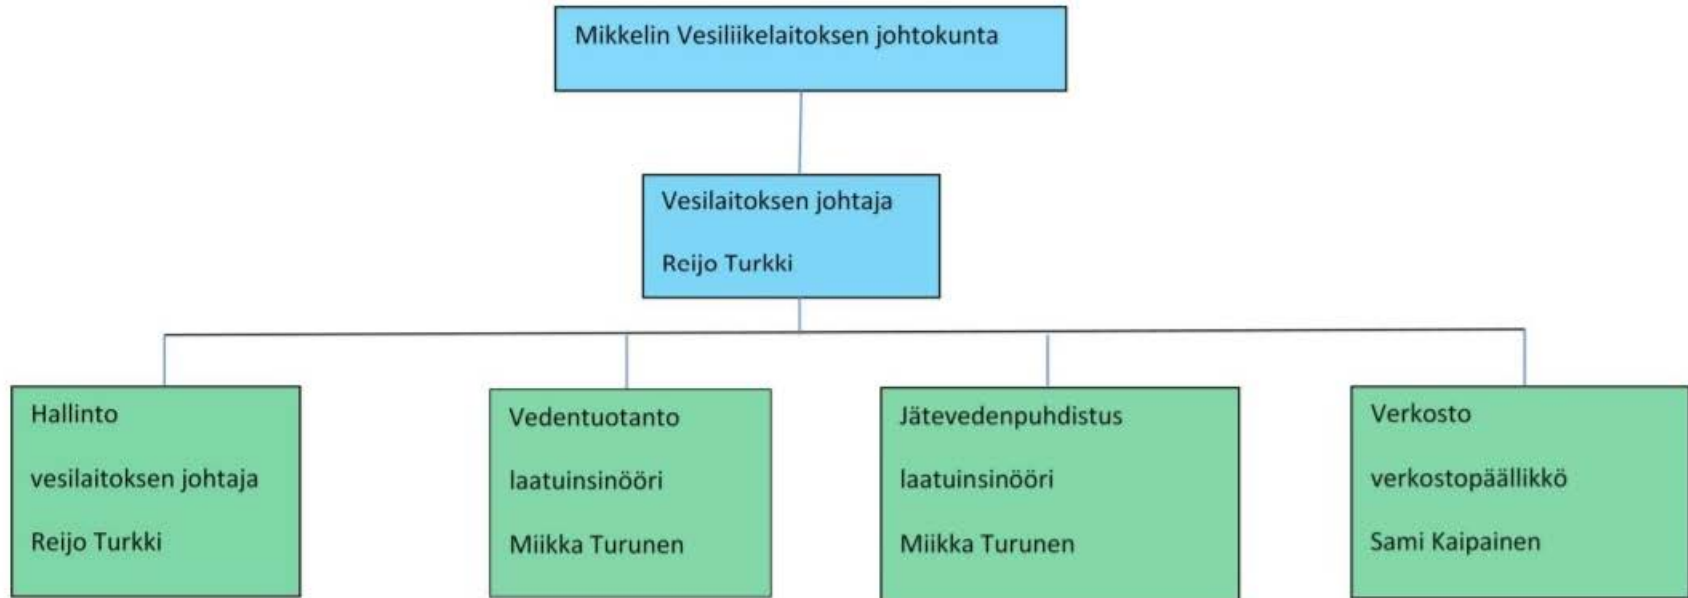 Mikkelin Vesiliikelaitoksen johtokunta
Vesilaitoksen johtaja
Reijo Turkki
Hallinto
vesilaitoksen johtaja
Reijo Turkki
Vedentuotanto
laatuinsinööri
Miikka Turunen
Jätevedenpuhdistus
laatuinsinööri
Miikka Turunen
Verkosto
verkostopäällikkö
Sami Kaipainen